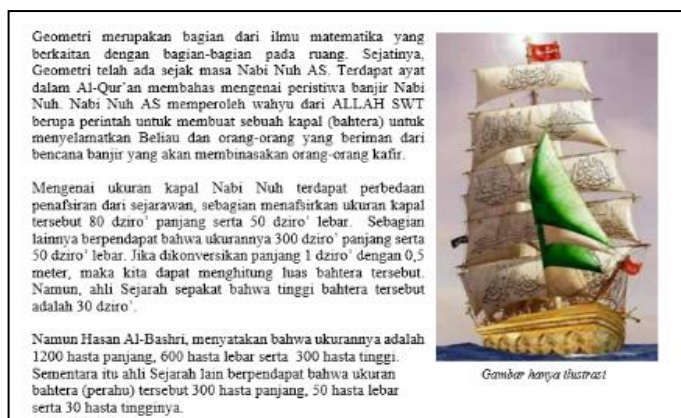 Geometri merupakan bagian dari ilmu matematika yang
berkaitan dengan bagian-bagian pada ruang. Sejatinya,
Geometri telah ada sejak masa Nabi Nuh AS. Terdapat ayat
dalam Al-Qur'an membahas mengenai peristiwa banjir Nabi
Nuh. Nabi Nuh AS memperoleh wahyu dari ALLAH SWT
berupa perintah untuk membuat sebuah kapal (bahtera) untuk
menyelamatkan Beliau dan orang-orang yang beriman dari
bencana banjir yang akan membinasakan orang-orang kafir.
Mengenai ukuran kapal Nabi Nuh terdapat perbedaan
penafsiran dari sejarawan, sebagian menafsirkan ukuran kapal
tersebut 80 dziro' panjang serta 50 dziro' lebar. Sebagian
lainnya berpendapat bahwa ukurannya 300 dziro' panjang serta
50 dziro' lebar. Jika dikonversikan panjang 1 dziro' dengan 0,5
meter, maka kita dapat menghitung luas bahtera tersebut.
Namun, ahli Sejarah sepakat bahwa tinggi bahtera tersebut
adalah 30 dziro'.
Namun Hasan Al-Bashri, menyatakan bahwa ukurannya adalah
1200 hasta panjang, 600 hasta lebar serta 300 hasta tinggi.
Sementara itu ahli Sejarah lain berpendapat bahwa ukuran
bahtera (perahu) tersebut 300 hasta panjang, 50 hasta lebar
serta 30 hasta tingginya.
Gambar hanya ilustrasi